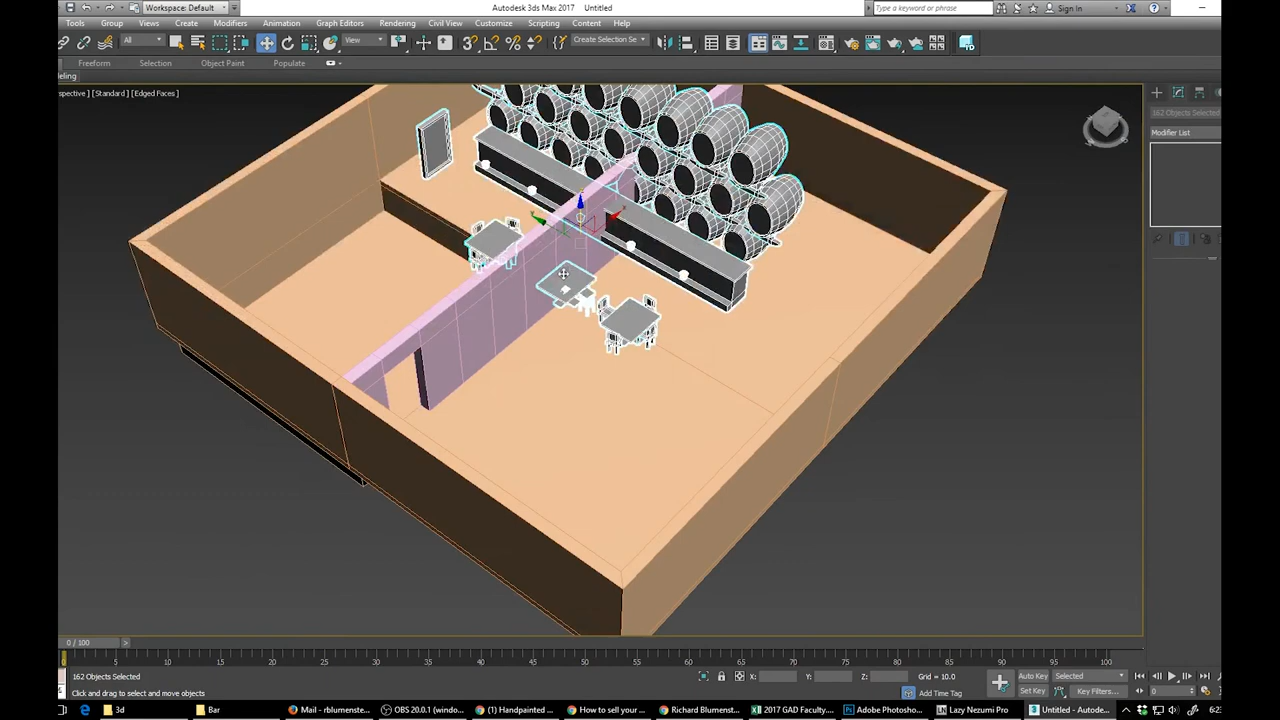 Autodesk 3ds Max 2017 Untitled
Workspace: Default
Type a keyword or phrase
Sign In
Tools Group Views Create Modifiers Animation Graph Editors Rendering Civil View Customize Scripting Content Help
All
View
Create Selection Se
Freeform Selection Object Paint Populate
eling
spective ] [Standard ] [Edged Faces ]
162 Objects Selected
Modifier List
0 / 100
0 5 10 15 20 25 30 35 40 45 50 55 60 65 70 75 80 85 90 95 100
162 Objects Selected
X: Y: Z: Grid = 10.0
Auto Key Selected
Click and drag to select and move objects
Add Time Tag
Set Key Key Filters...
0
3d
Bar
Mail - rblumenste...
OBS 20.0.1 (windo...
(1) Handpainted ...
How to sell your ...
Richard Blumenst...
2017 GAD Faculty...
Adobe Photosho...
Lazy Nezumi Pro
Untitled - Autode...
6:2